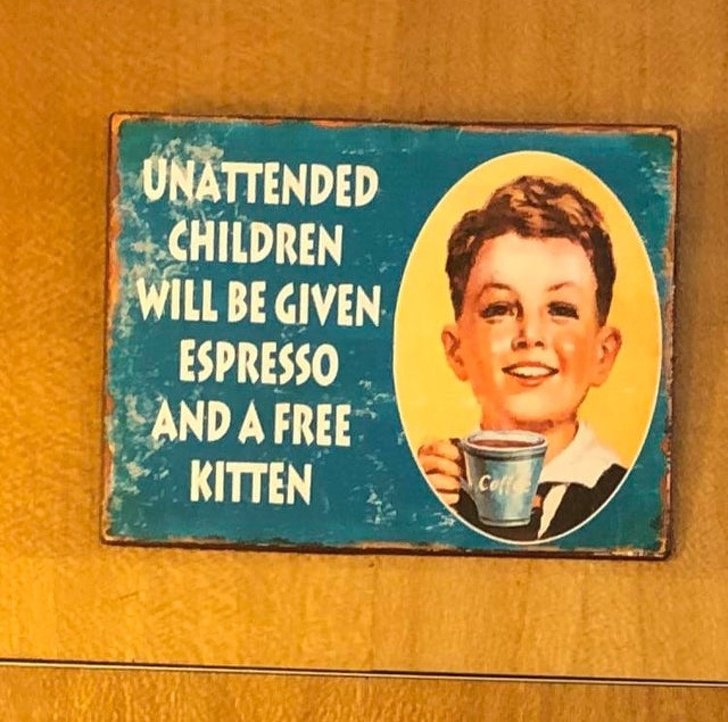 UNATTENDED
CHILDREN
WILL BE GIVEN
ESPRESSO
AND A FREE
KITTEN
Coffee